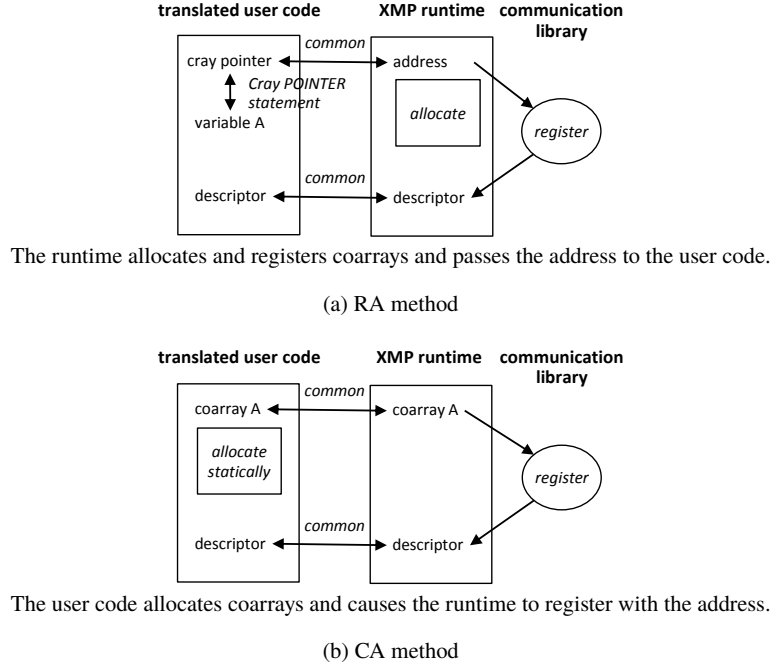 translated user code XMP runtime communication library
common
cray pointer address
Cray POINTER
statement
allocate
register
variable A
common
descriptor descriptor
The runtime allocates and registers coarrays and passes the address to the user code.
(a) RA method
translated user code XMP runtime communication library
common
coarray A coarray A
allocate
statically
register
common
descriptor descriptor
The user code allocates coarrays and causes the runtime to register with the address.
(b) CA method